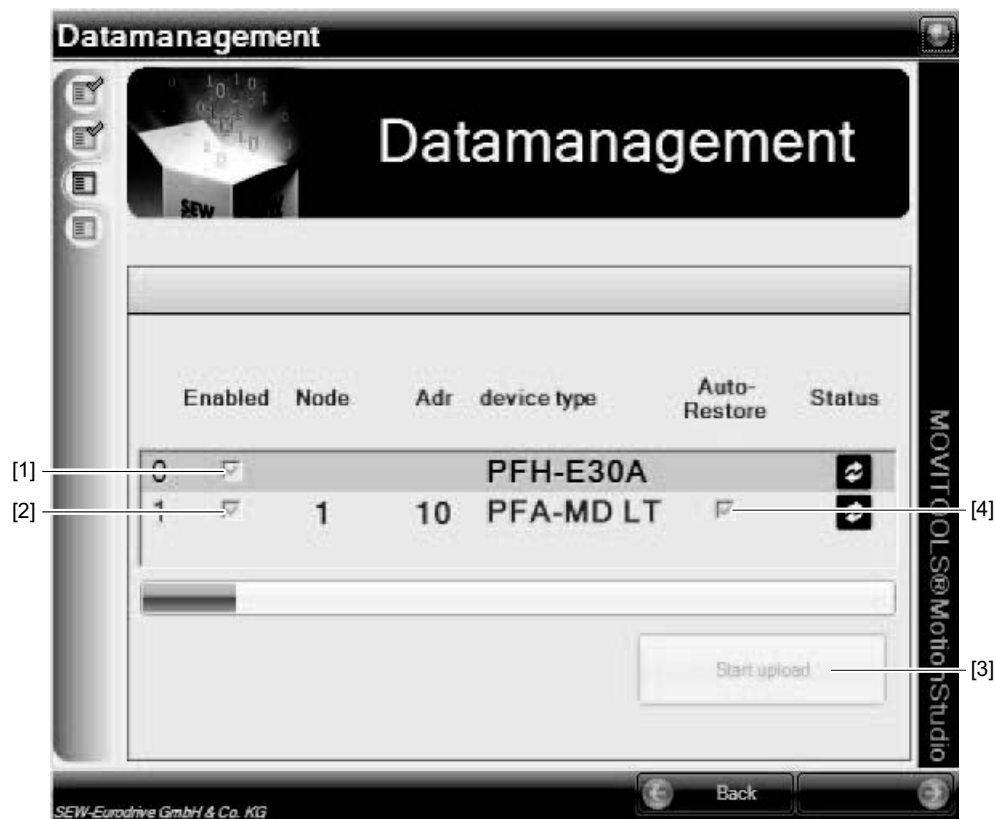 Datamanagement
Datamanagement
SEW
Enabled Node Adr device type Auto-Restore Status
[1] 0 PFH-E30A
[2] 1 1 10 PFA-MD LT [4]
Start upload [3]
MOVITOOLS®MotionStudio
Back
SEW-Eurodrive GmbH & Co. KG